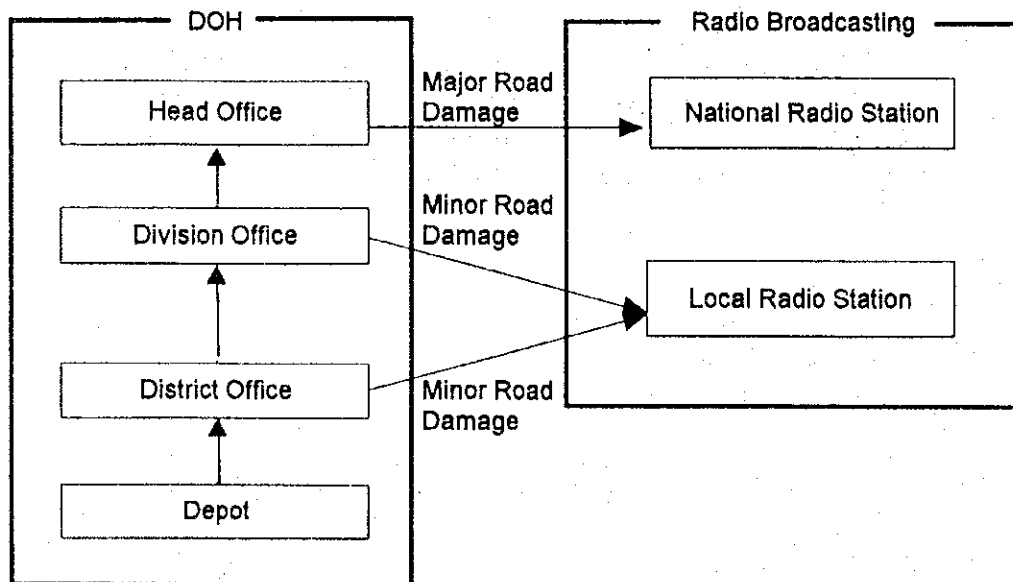 DOH
Radio Broadcasting
Head Office
Major Road
Damage
National Radio Station
Division Office
Minor Road
Damage
Local Radio Station
District Office
Minor Road
Damage
Depot